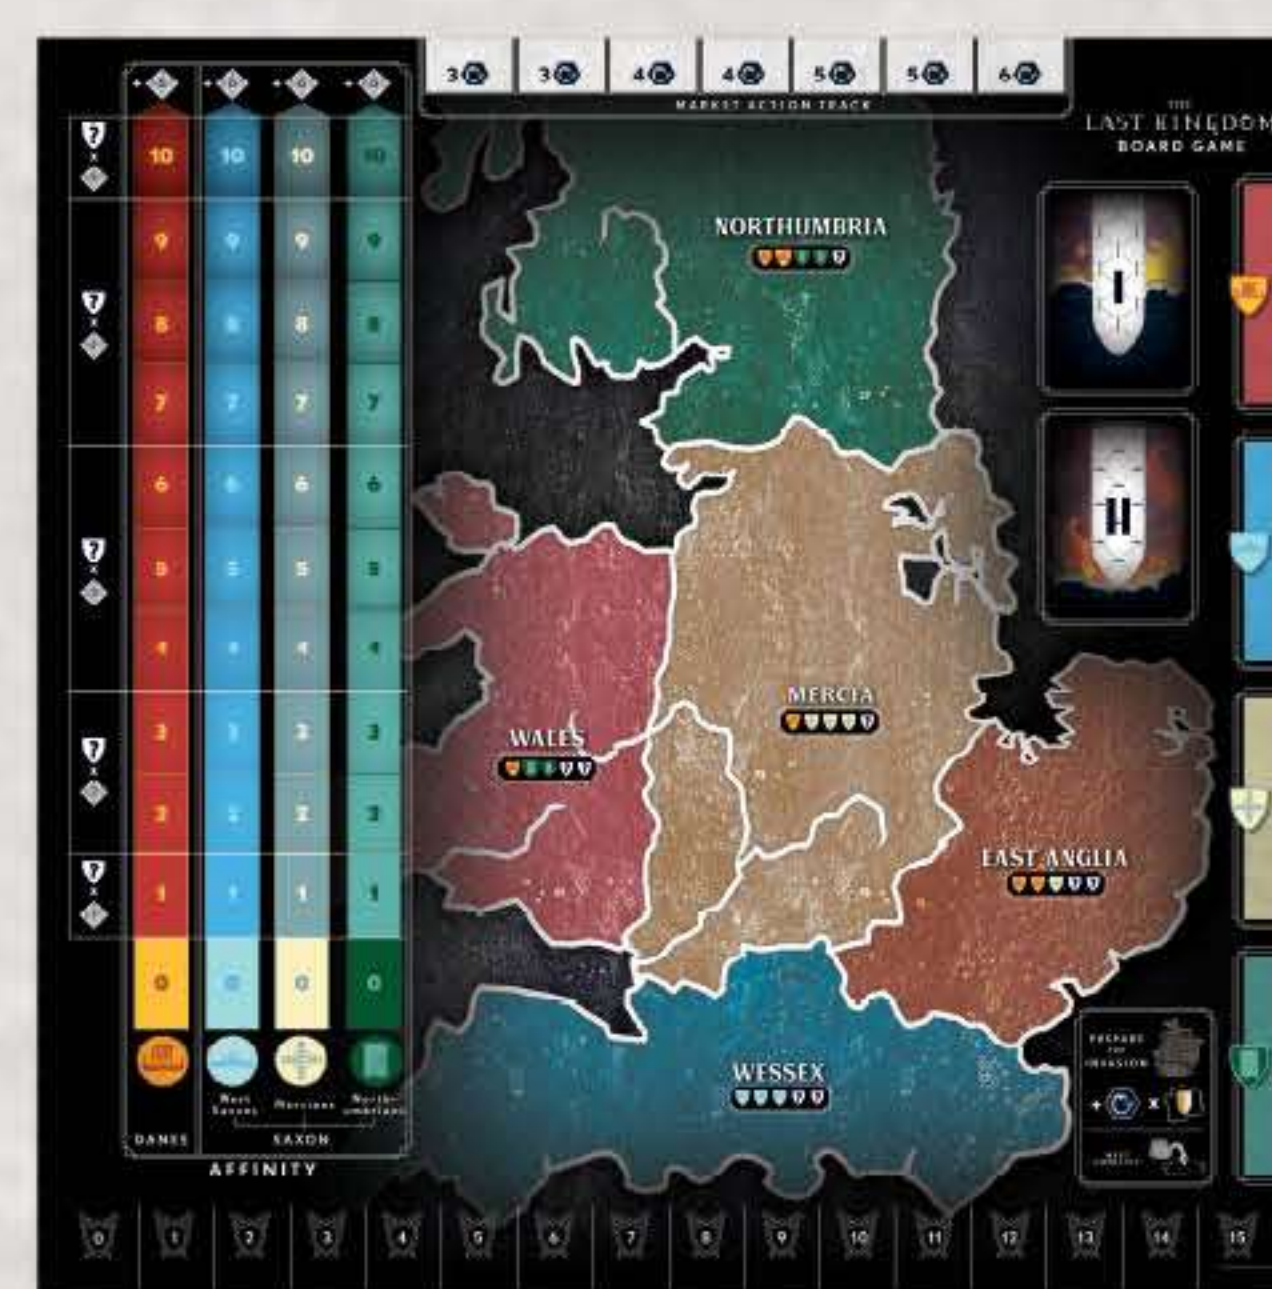 3 3 4 4 5 5 6
MARKET ACTION TRACK
THE
LAST KINGDOM
BOARD GAME
10 10 10 10
9 9 9 9
8 8 8 8
7 7 7 7
6 6 6 6
5 5 5 5
4 4 4 4
3 3 3 3
2 2 2 2
1 1 1 1
0 0 0 0
West Saxons
Mercians
North-umbrians
DANES
SAXON
AFFINITY
NORTHUMBRIA
I
II
MERCIA
WALES
EAST ANGLIA
WESSEX
PREPARE
FOR
INVASION
+ x
0 1 2 3 4 5 6 7 8 9 10 11 12 13 14 15